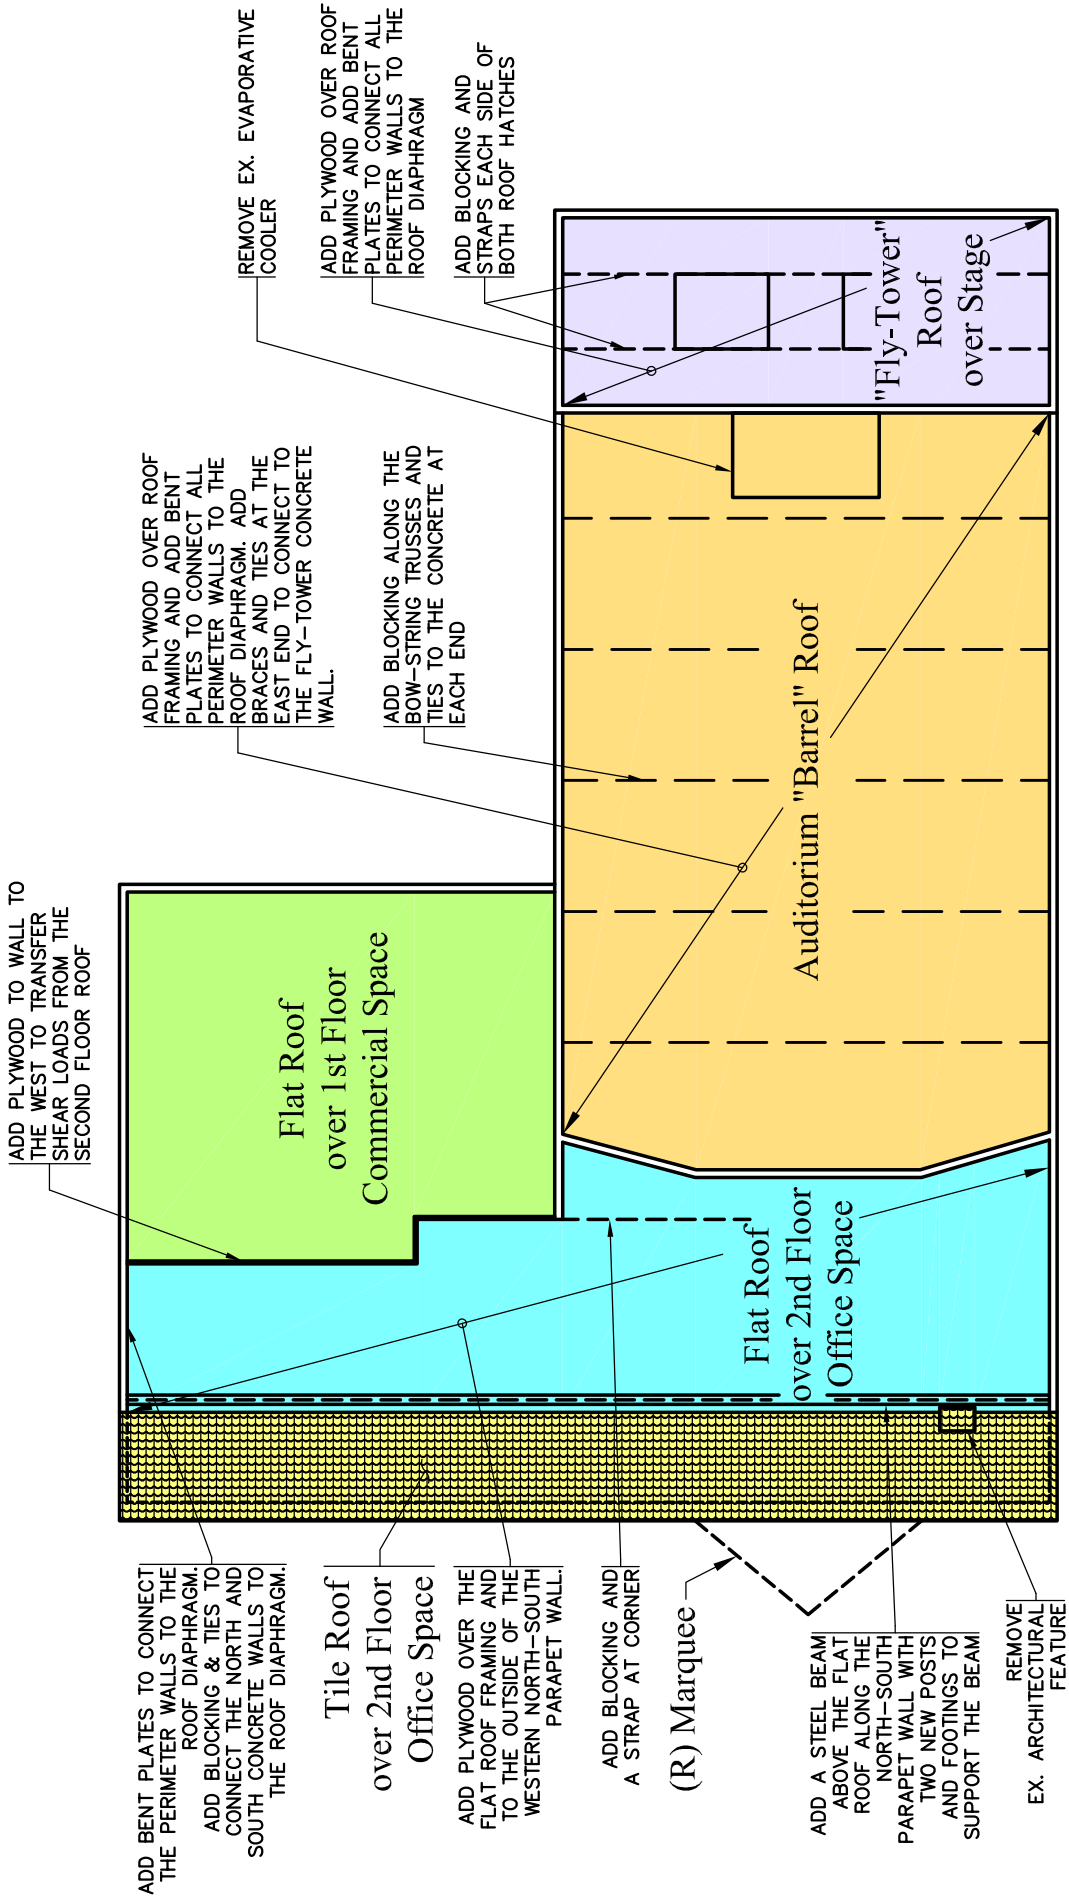 ADD BENT PLATES TO CONNECT
THE PERIMETER WALLS TO THE
ROOF DIAPHRAGM.
ADD BLOCKING & TIES TO
CONNECT THE NORTH AND
SOUTH CONCRETE WALLS TO
THE ROOF DIAPHRAGM.
Tile Roof
over 2nd Floor
Office Space
ADD PLYWOOD OVER THE
FLAT ROOF FRAMING AND
TO THE OUTSIDE OF THE
WESTERN NORTH-SOUTH
PARAPET WALL.
ADD BLOCKING AND
A STRAP AT CORNER
(R) Marquee
ADD A STEEL BEAM
ABOVE THE FLAT
ROOF ALONG THE
NORTH-SOUTH
PARAPET WALL WITH
TWO NEW POSTS
AND FOOTINGS TO
SUPPORT THE BEAM
REMOVE
EX. ARCHITECTURAL
FEATURE
ADD PLYWOOD TO WALL TO
THE WEST TO TRANSFER
SHEAR LOADS FROM THE
SECOND FLOOR ROOF
Flat Roof
over 1st Floor
Commercial Space
Flat Roof
over 2nd Floor
Office Space
ADD PLYWOOD OVER ROOF
FRAMING AND ADD BENT
PLATES TO CONNECT ALL
PERIMETER WALLS TO THE
ROOF DIAPHRAGM. ADD
BRACES AND TIES AT THE
EAST END TO CONNECT TO
THE FLY-TOWER CONCRETE
WALL.
ADD BLOCKING ALONG THE
BOW-STRING TRUSSES AND
TIES TO THE CONCRETE AT
EACH END
Auditorium "Barrel" Roof
REMOVE EX. EVAPORATIVE
COOLER
ADD PLYWOOD OVER ROOF
FRAMING AND ADD BENT
PLATES TO CONNECT ALL
PERIMETER WALLS TO THE
ROOF DIAPHRAGM
ADD BLOCKING AND
STRAPS EACH SIDE OF
BOTH ROOF HATCHES
"Fly-Tower"
Roof
over Stage